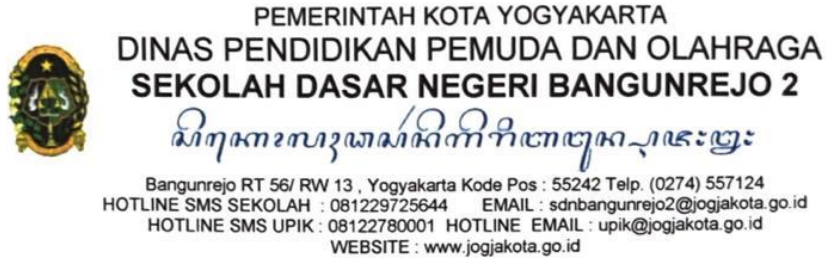 PEMERINTAH KOTA YOGYAKARTA
DINAS PENDIDIKAN PEMUDA DAN OLAHRAGA
SEKOLAH DASAR NEGERI BANGUNREJO 2
Bangunrejo RT 56/ RW 13 , Yogyakarta Kode Pos : 55242 Telp. (0274) 557124
HOTLINE SMS SEKOLAH : 081229725644 EMAIL : sdnbangunrejo2@jogjakota.go.id
HOTLINE SMS UPIK : 08122780001 HOTLINE EMAIL : upik@jogjakota.go.id
WEBSITE : www.jogjakota.go.id